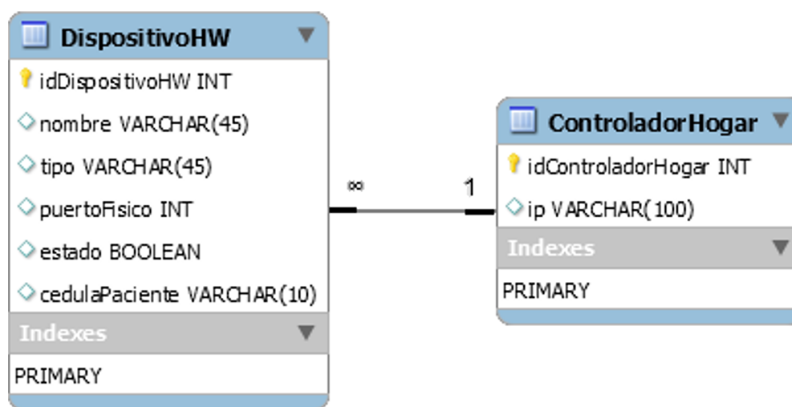 DispositivoHW
idDispositivoHW INT
nombre VARCHAR(45)
tipo VARCHAR(45)
puertoFisico INT
estado BOOLEAN
cedulaPaciente VARCHAR(10)
Indexes
PRIMARY
∞
1
ControladorHogar
idControladorHogar INT
ip VARCHAR(100)
Indexes
PRIMARY